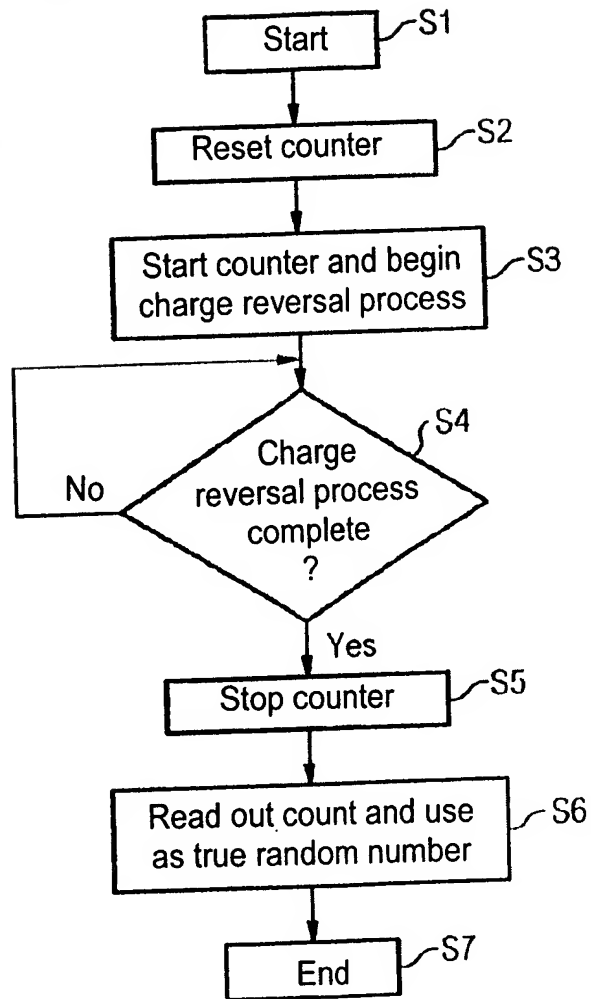 Start
S1
Reset counter
S2
Start counter and begin
charge reversal process
S3
Charge
reversal process
complete
?
S4
No
Yes
Stop counter
S5
Read out count and use
as true random number
S6
End
S7